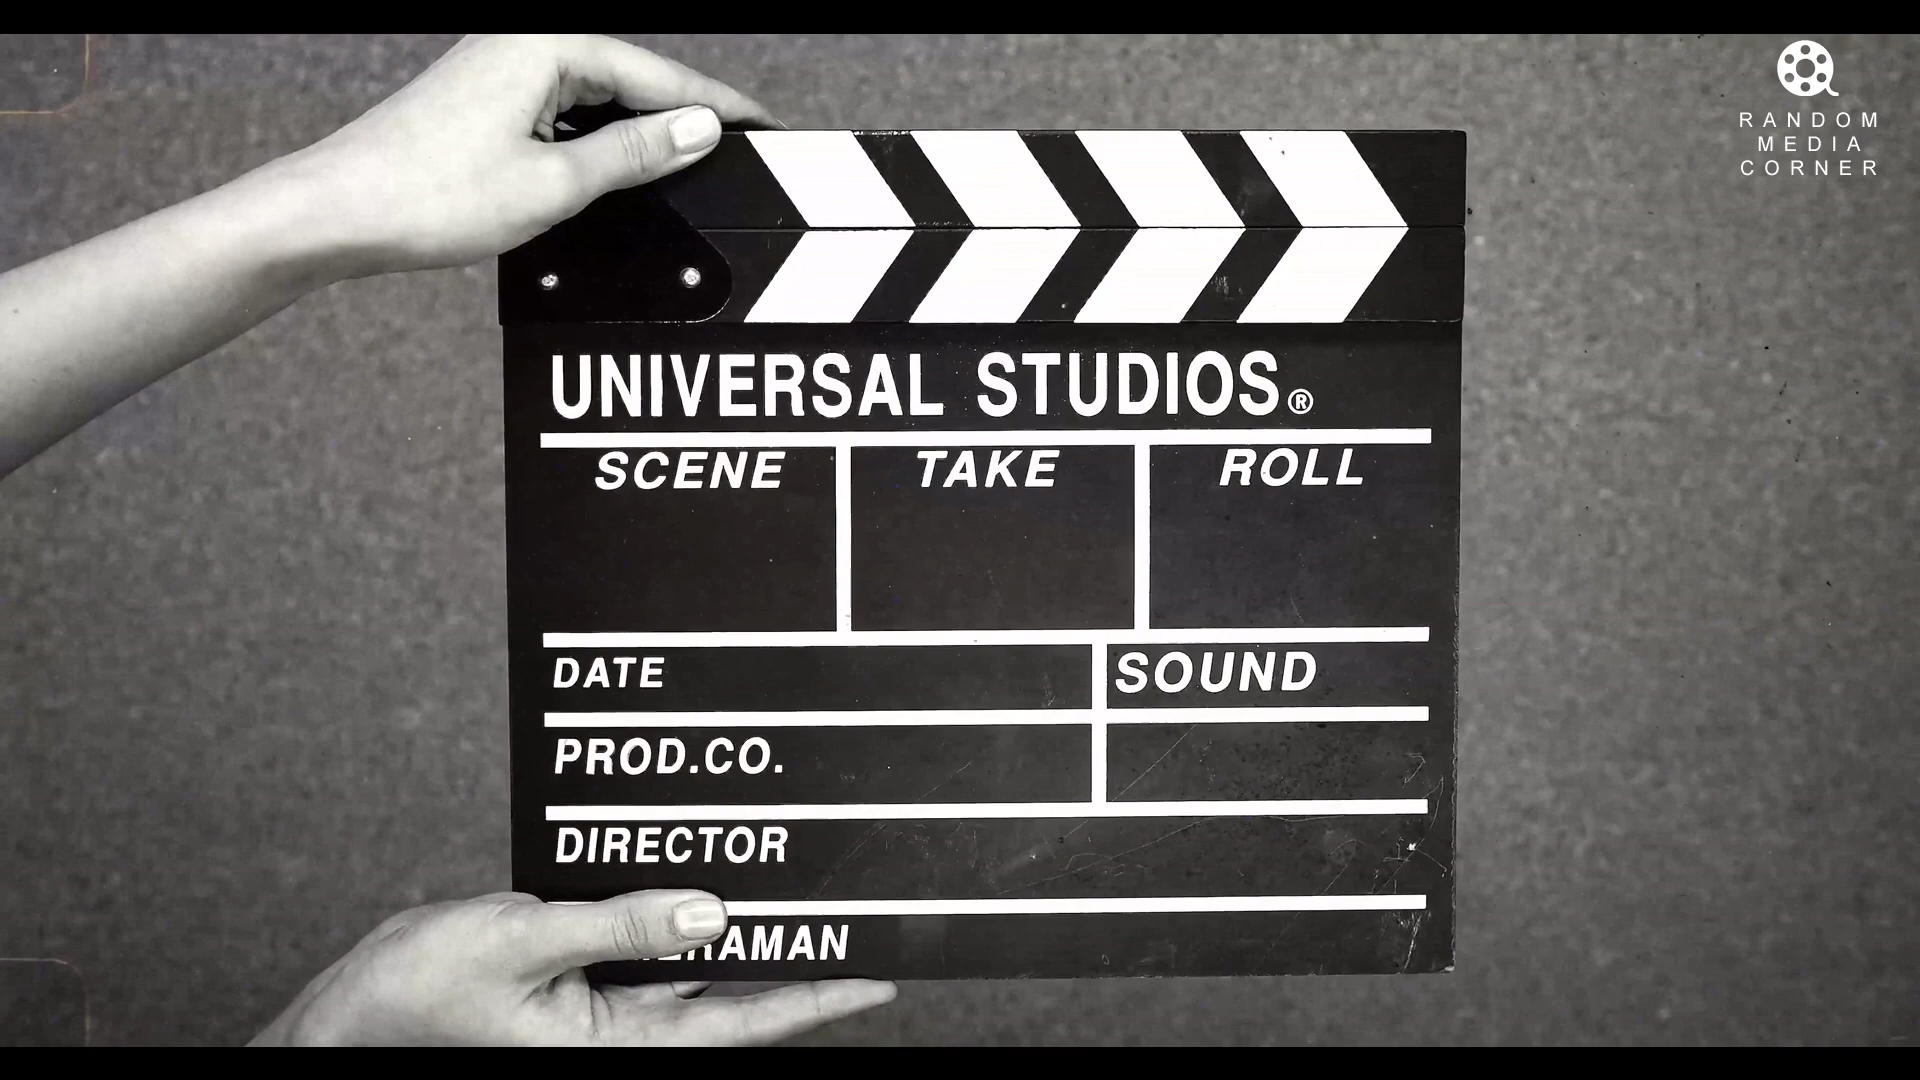 RANDOM
MEDIA
CORNER
UNIVERSAL STUDIOS®
SCENE TAKE ROLL
DATE SOUND
PROD.CO.
DIRECTOR